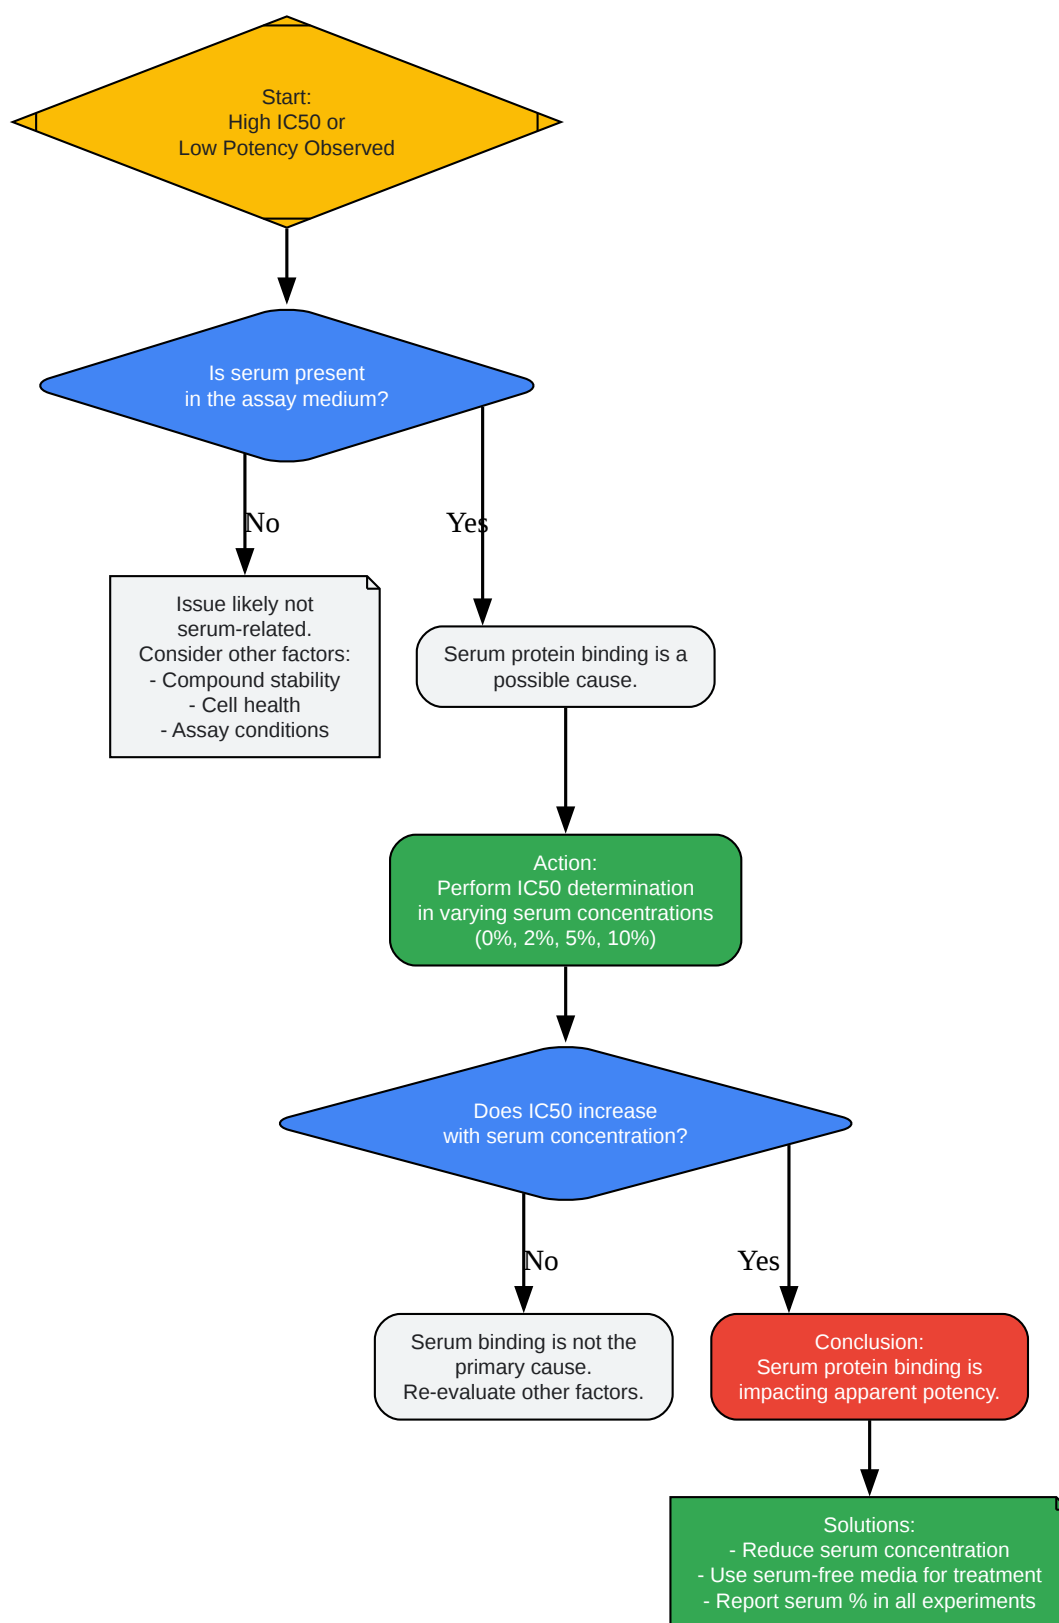 Start:
High IC50 or
Low Potency Observed
Is serum present
in the assay medium?
No
Yes
Issue likely not
serum-related.
Consider other factors:
- Compound stability
- Cell health
- Assay conditions
Serum protein binding is a
possible cause.
Action:
Perform IC50 determination
in varying serum concentrations
(0%, 2%, 5%, 10%)
Does IC50 increase
with serum concentration?
No
Yes
Serum binding is not the
primary cause.
Re-evaluate other factors.
Conclusion:
Serum protein binding is
impacting apparent potency.
Solutions:
- Reduce serum concentration
- Use serum-free media for treatment
- Report serum % in all experiments